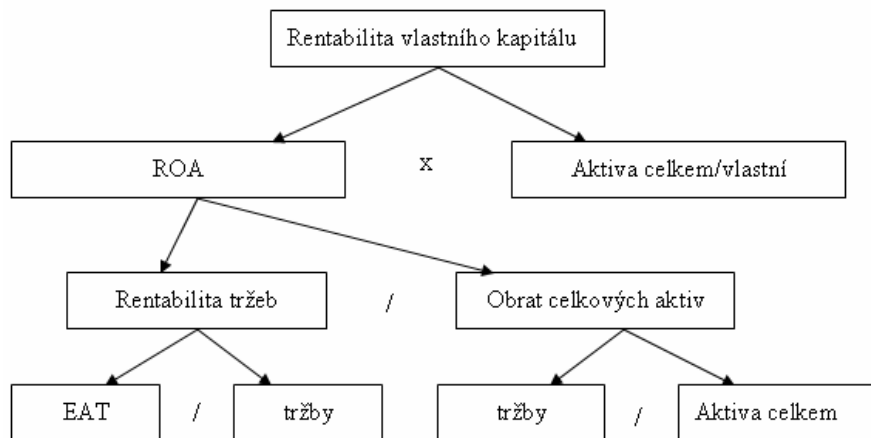 Rentabilita vlastního kapitálu
ROA x Aktiva celkem/vlastní
Rentabilita tržeb / Obrat celkových aktiv
EAT / tržby tržby / Aktiva celkem